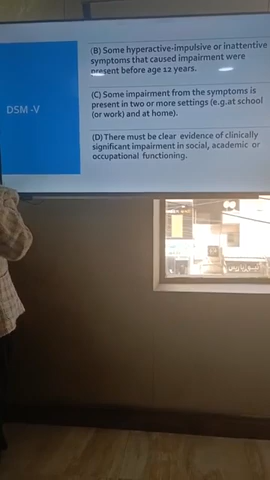 DSM -V
(B) Some hyperactive-impulsive or inattentive
symptoms that caused impairment were
present before age 12 years.
(C) Some impairment from the symptoms is
present in two or more settings (e.g.at school
(or work) and at home).
(D) There must be clear evidence of clinically
significant impairment in social, academic or
occupational functioning.